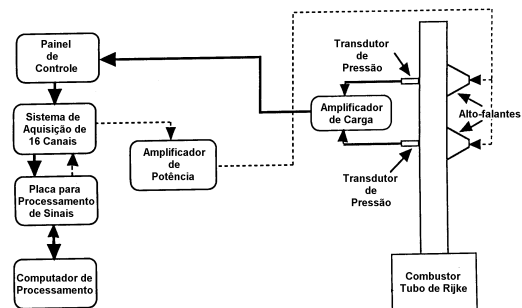 Painel
de
Controle
Sistema de
Aquisição de
16 Canais
Placa para
Processamento
de Sinais
Computador de
Processamento
Amplificador
de
Potência
Transdutor
de
Pressão
Amplificador
de Carga
Transdutor
de
Pressão
Alto-falantes
Combustor
Tubo de Rijke